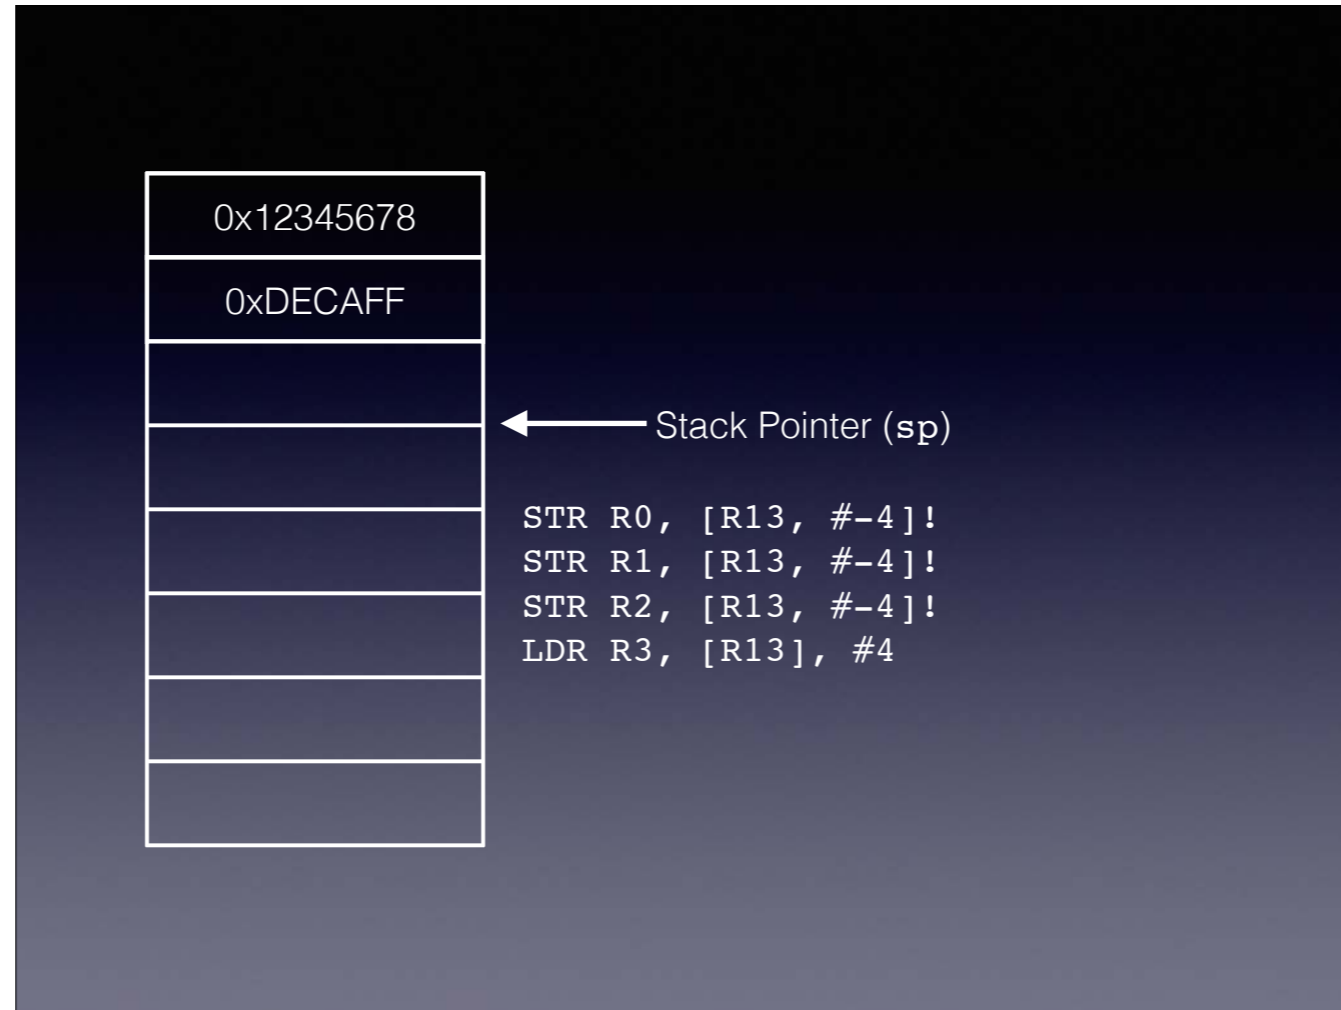 0x12345678
0xDECAFF
Stack Pointer (sp)
STR R0, [R13, #-4]!
STR R1, [R13, #-4]!
STR R2, [R13, #-4]!
LDR R3, [R13], #4